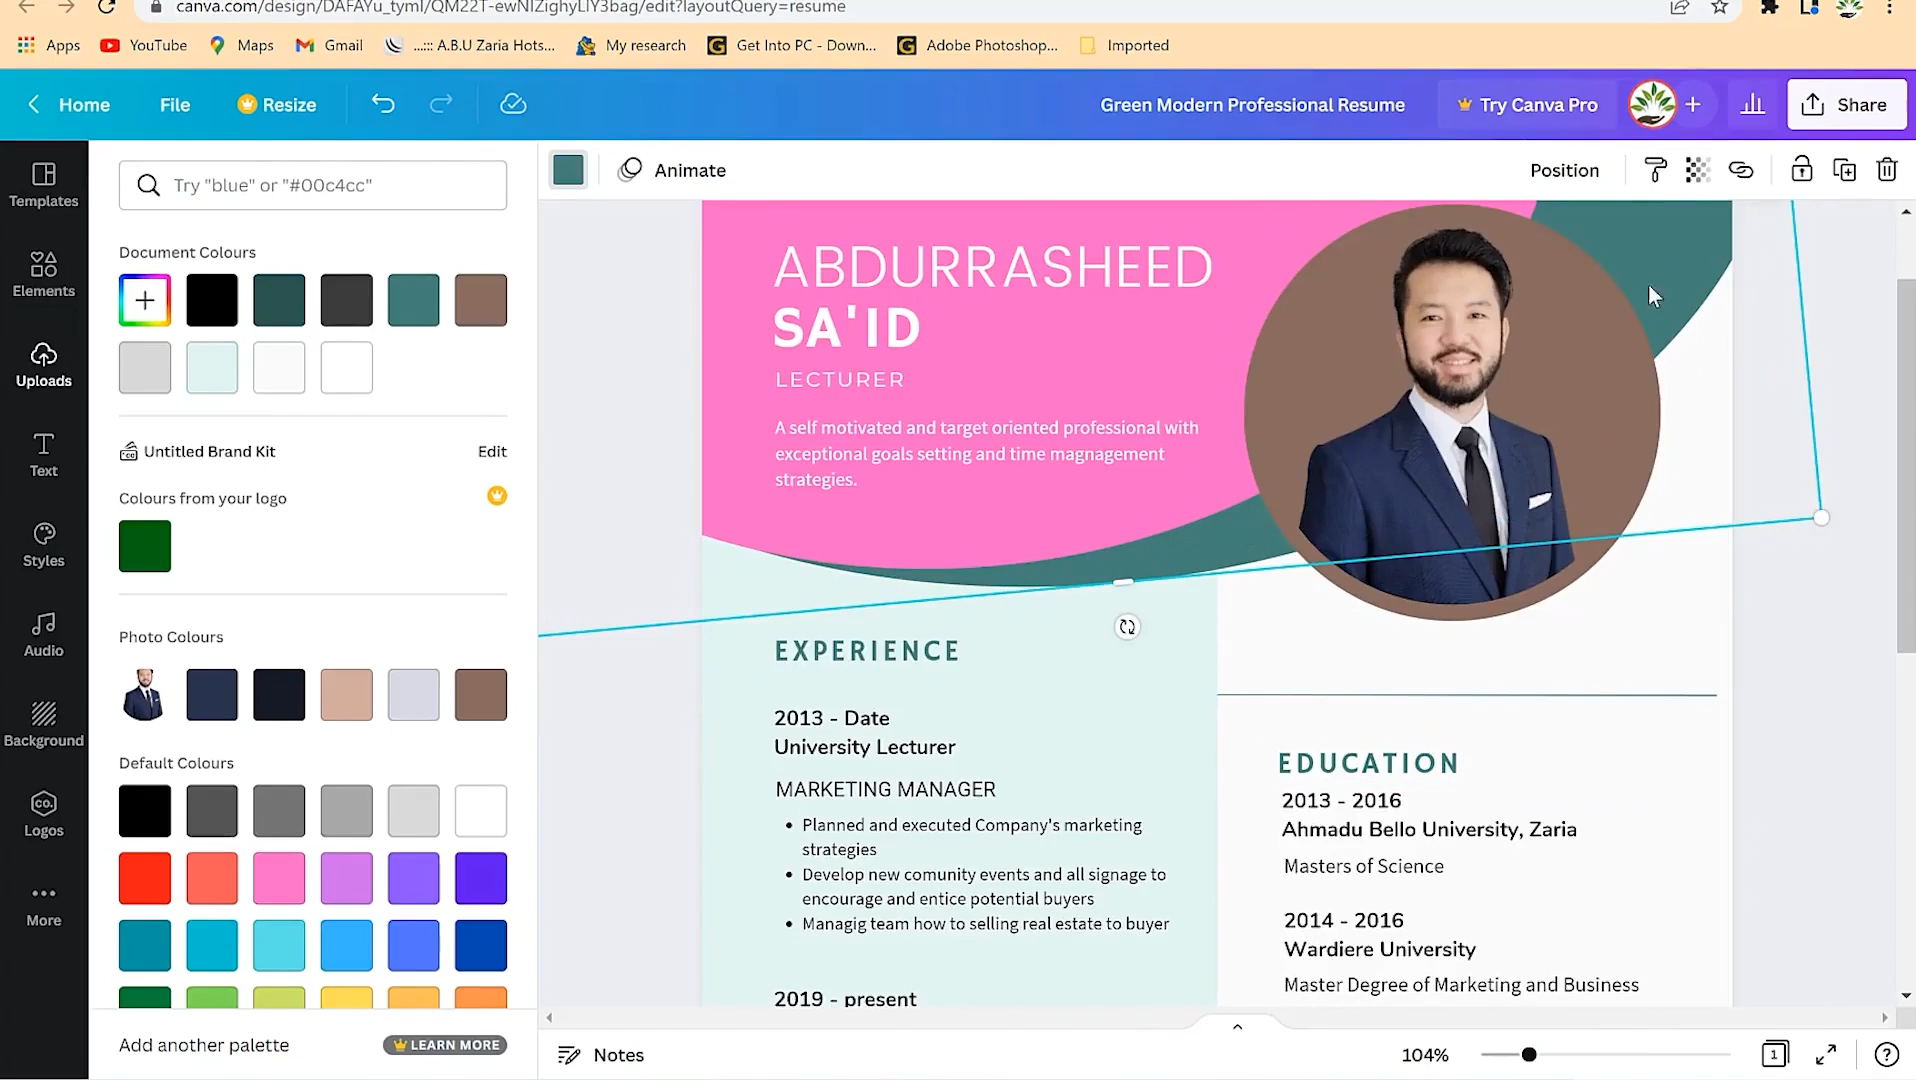 canva.com/design/DAFAYu_tymI/QM22T-ewNIZighyLIY3bag/edit?layoutQuery=resume
Apps YouTube Maps Gmail ...::: A.B.U Zaria Hots... My research Get Into PC - Down... Adobe Photoshop... Imported
Home File Resize Green Modern Professional Resume Try Canva Pro Share
Templates
Elements
Uploads
Text
Styles
Audio
Background
CO.
Logos
More
Try "blue" or "#00c4cc"
Document Colours
Untitled Brand Kit Edit
Colours from your logo
Photo Colours
Default Colours
Add another palette LEARN MORE
Animate Position
ABDURRASHEED
SA'ID
LECTURER
A self motivated and target oriented professional with
exceptional goals setting and time magnagement
strategies.
EXPERIENCE
2013 - Date
University Lecturer
MARKETING MANAGER
• Planned and executed Company's marketing
strategies
• Develop new comunity events and all signage to
encourage and entice potential buyers
• Managig team how to selling real estate to buyer
2019 - present
EDUCATION
2013 - 2016
Ahmadu Bello University, Zaria
Masters of Science
2014 - 2016
Wardiere University
Master Degree of Marketing and Business
Notes 104% 1 ?